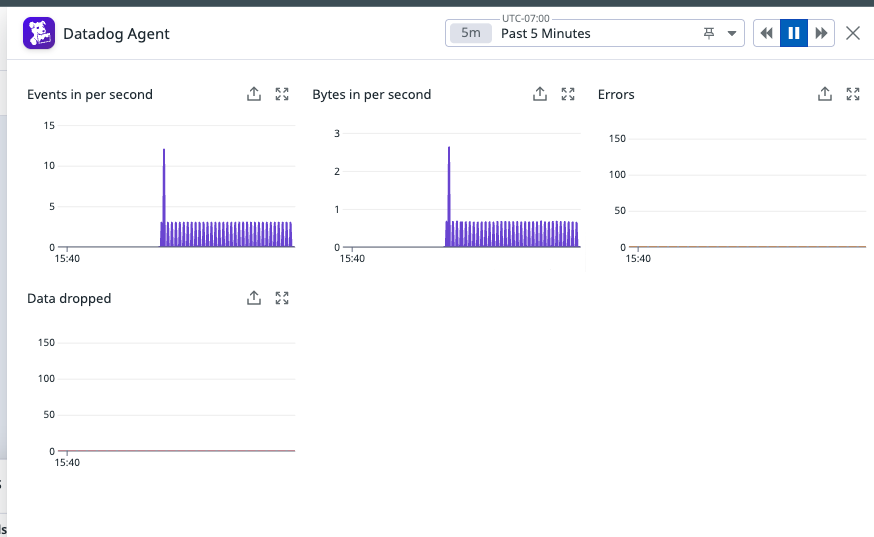 UTC-07:00
Datadog Agent
5m Past 5 Minutes
Events in per second
15
10
5
0
15:40
Bytes in per second
3
2
1
0
15:40
Errors
150
100
50
0
15:40
Data dropped
150
100
50
0
15:40